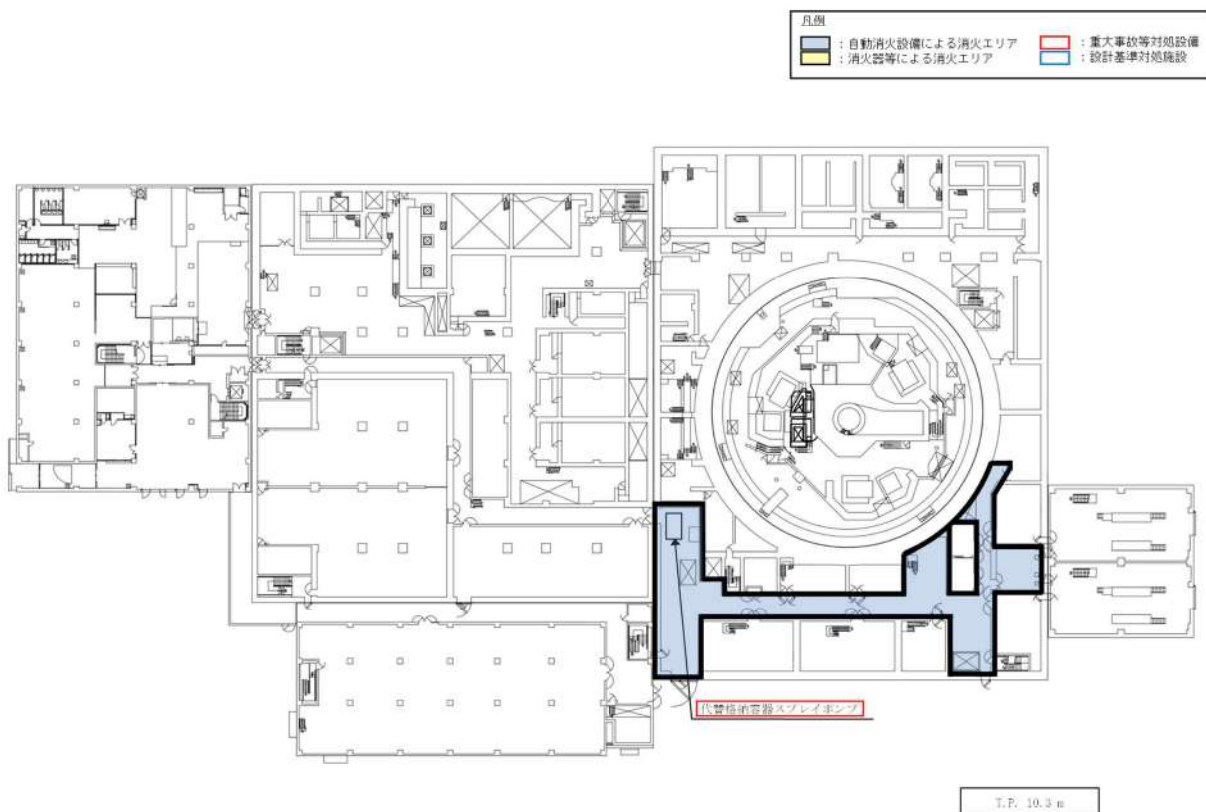 凡例
：自動消火設備による消火エリア
：重大事故等対処設備
：消火器等による消火エリア
：設計基準対処施設
代替格納容器スプレイポンプ
T.P. 10.3 m